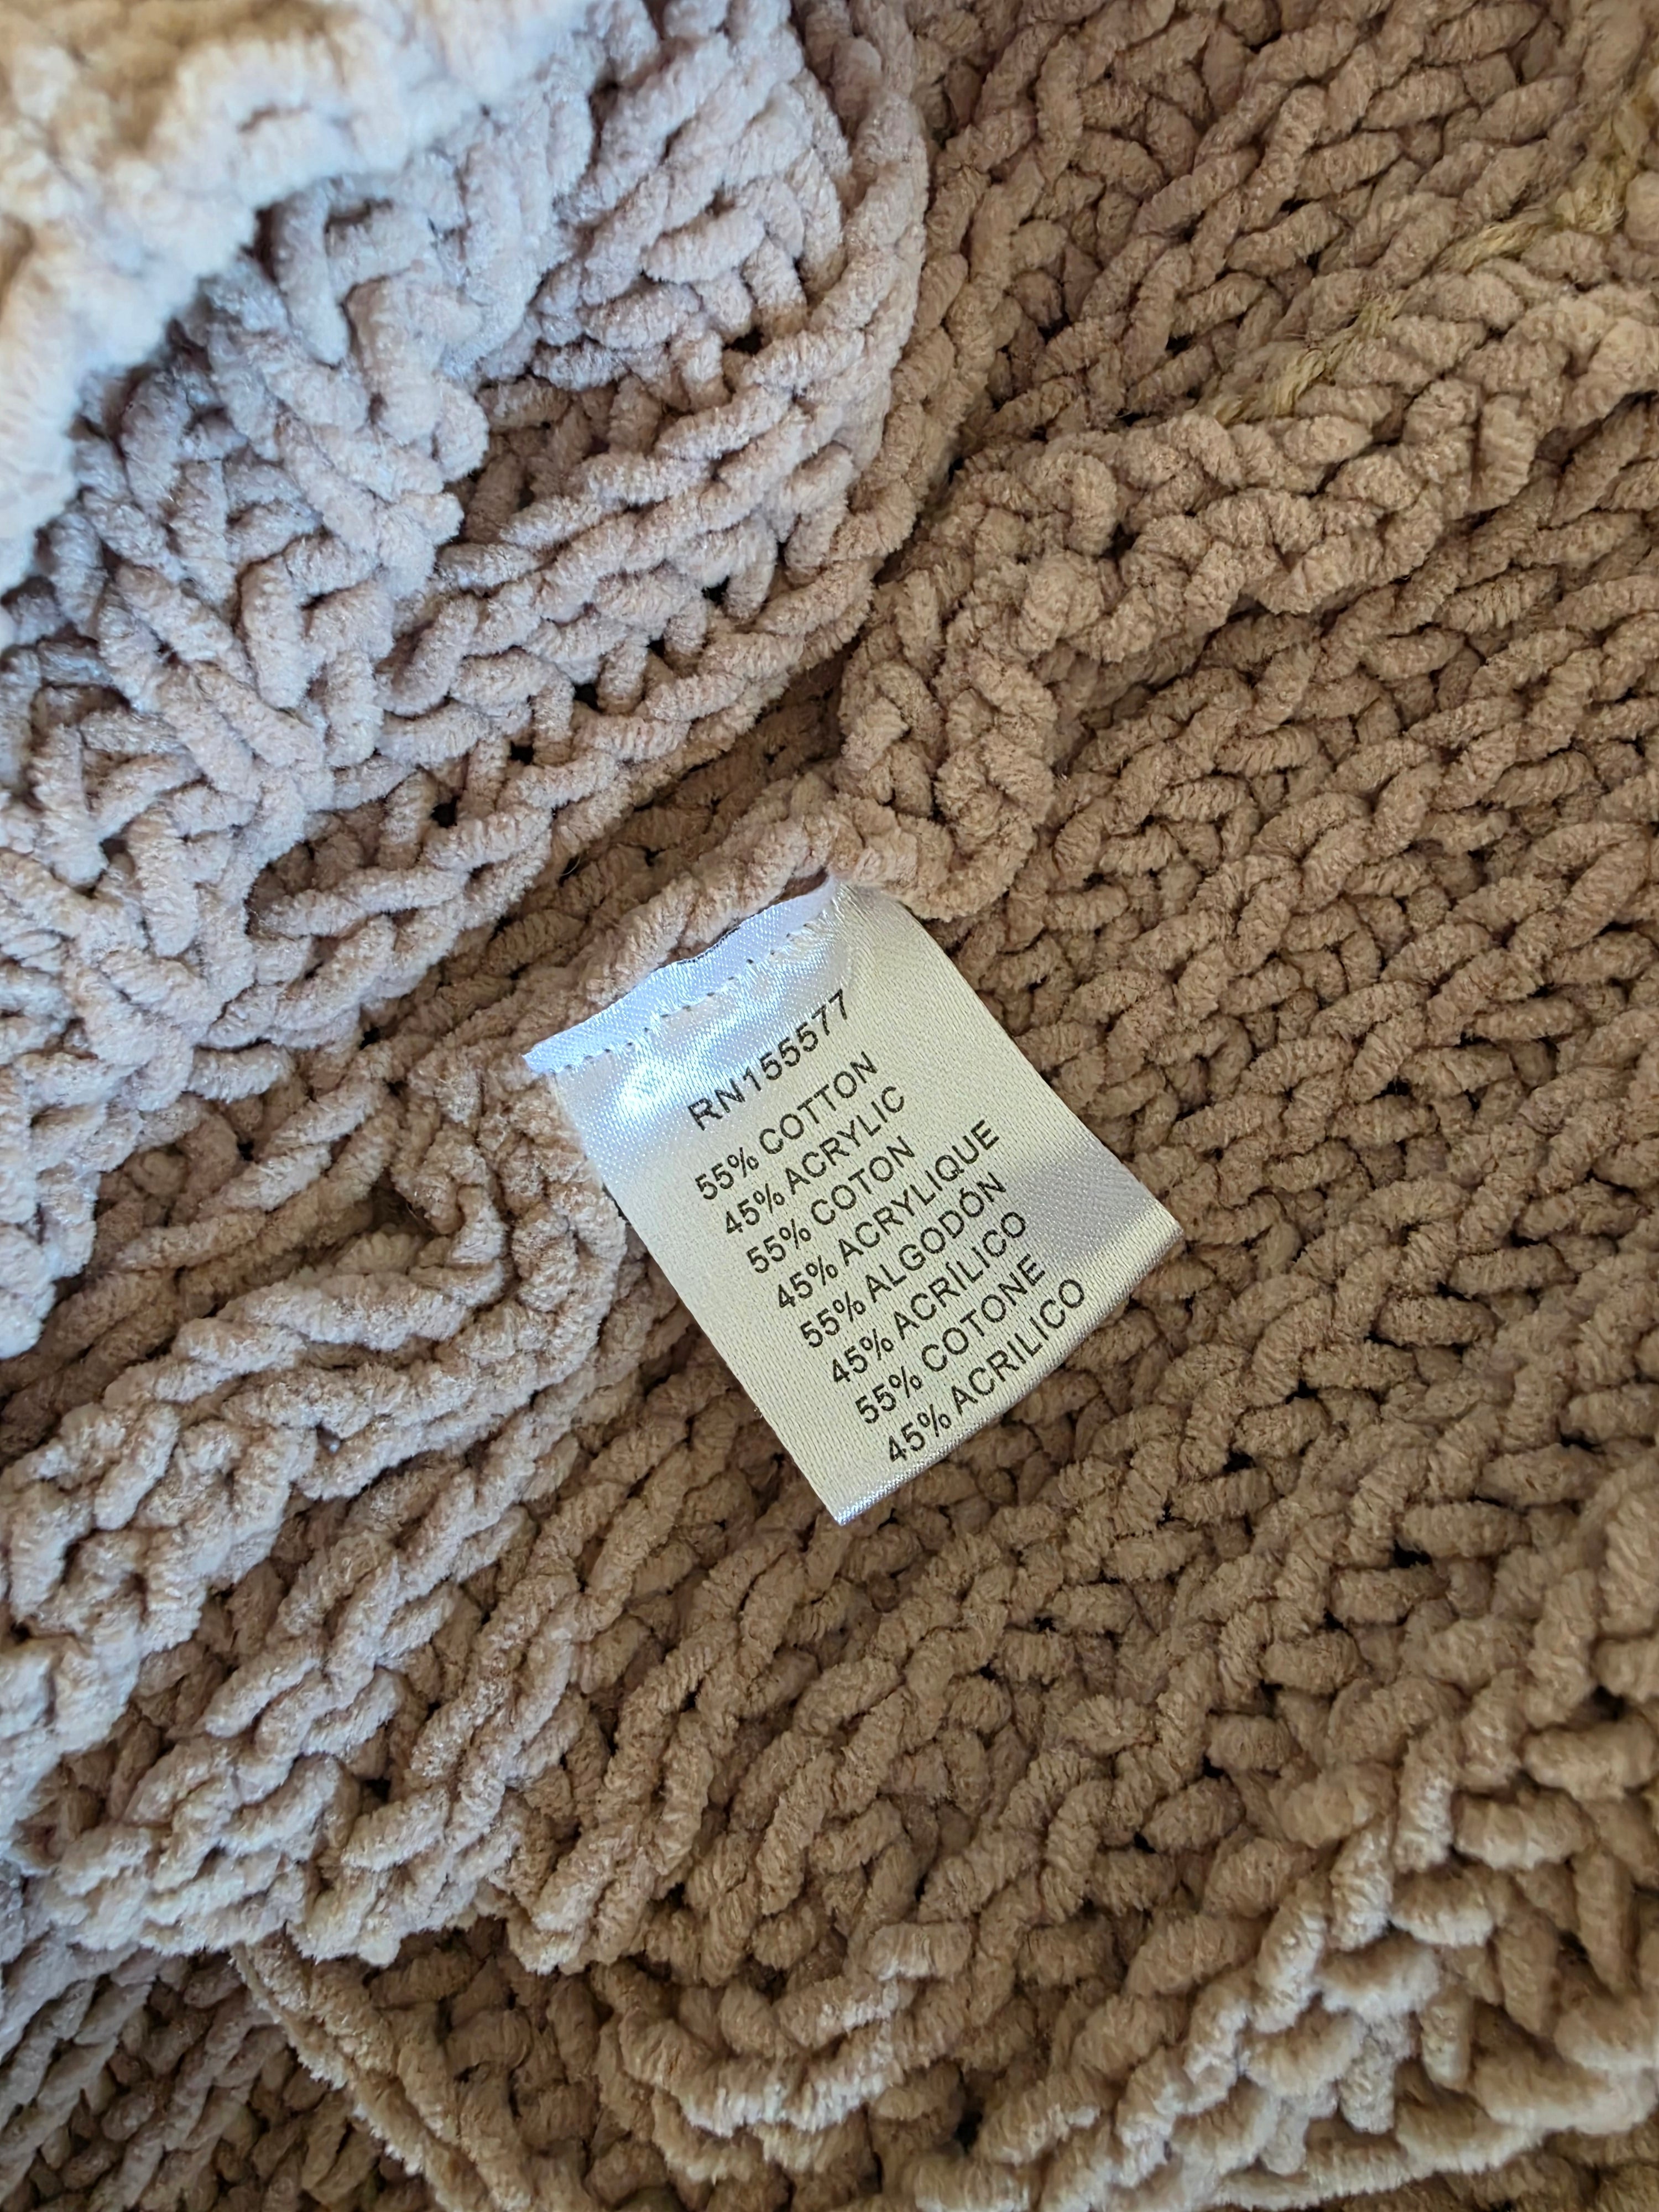 RN155577
55% COTTON
45% ACRYLIC
55% COTON
45% ACRYLIQUE
55% ALGODÓN
45% ACRÍLICO
55% COTONE
45% ACRILICO